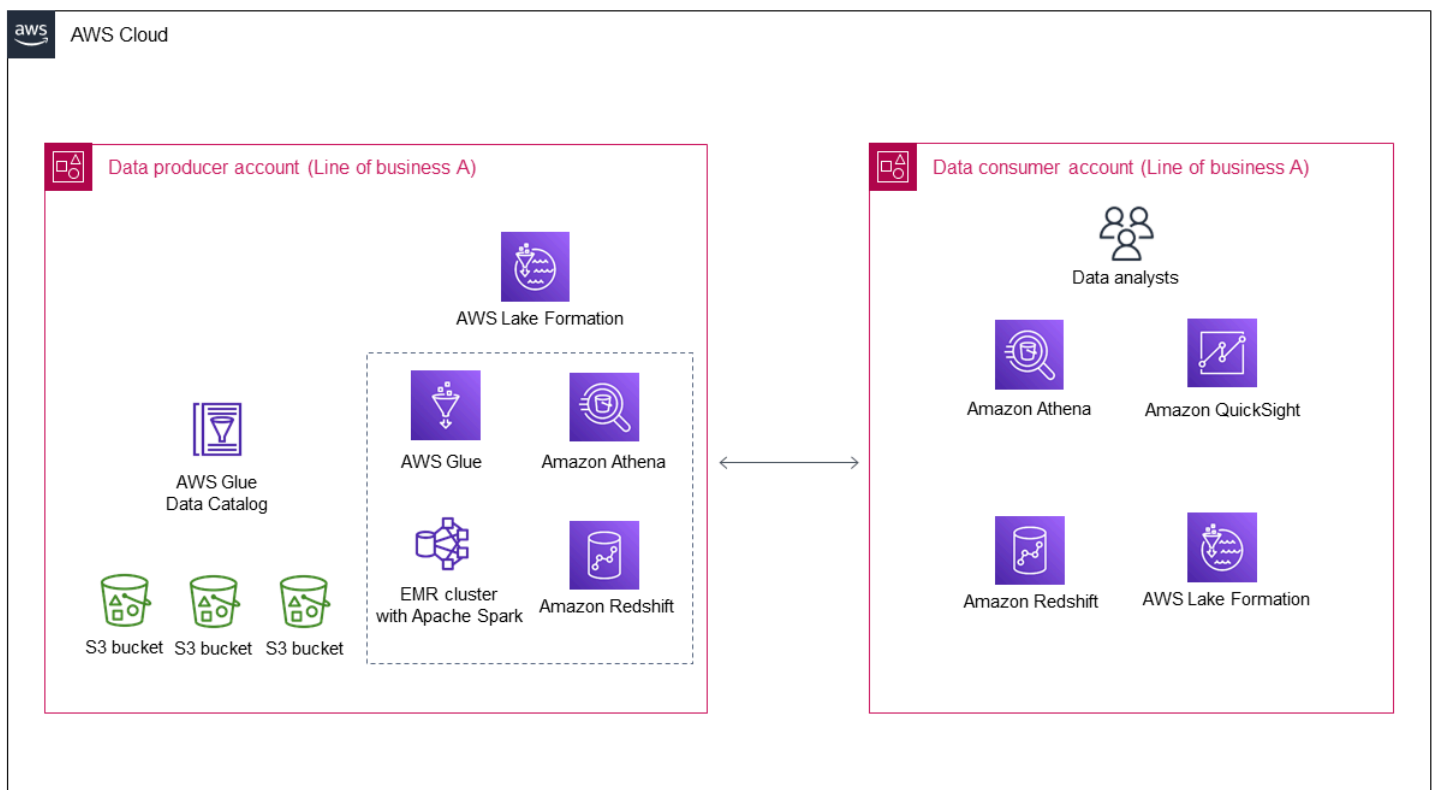 aws
AWS Cloud
Data producer account (Line of business A)
AWS Lake Formation
AWS Glue
Amazon Athena
AWS Glue
Data Catalog
EMR cluster
with Apache Spark
Amazon Redshift
S3 bucket
S3 bucket
S3 bucket
Data consumer account (Line of business A)
Data analysts
Amazon Athena
Amazon QuickSight
Amazon Redshift
AWS Lake Formation